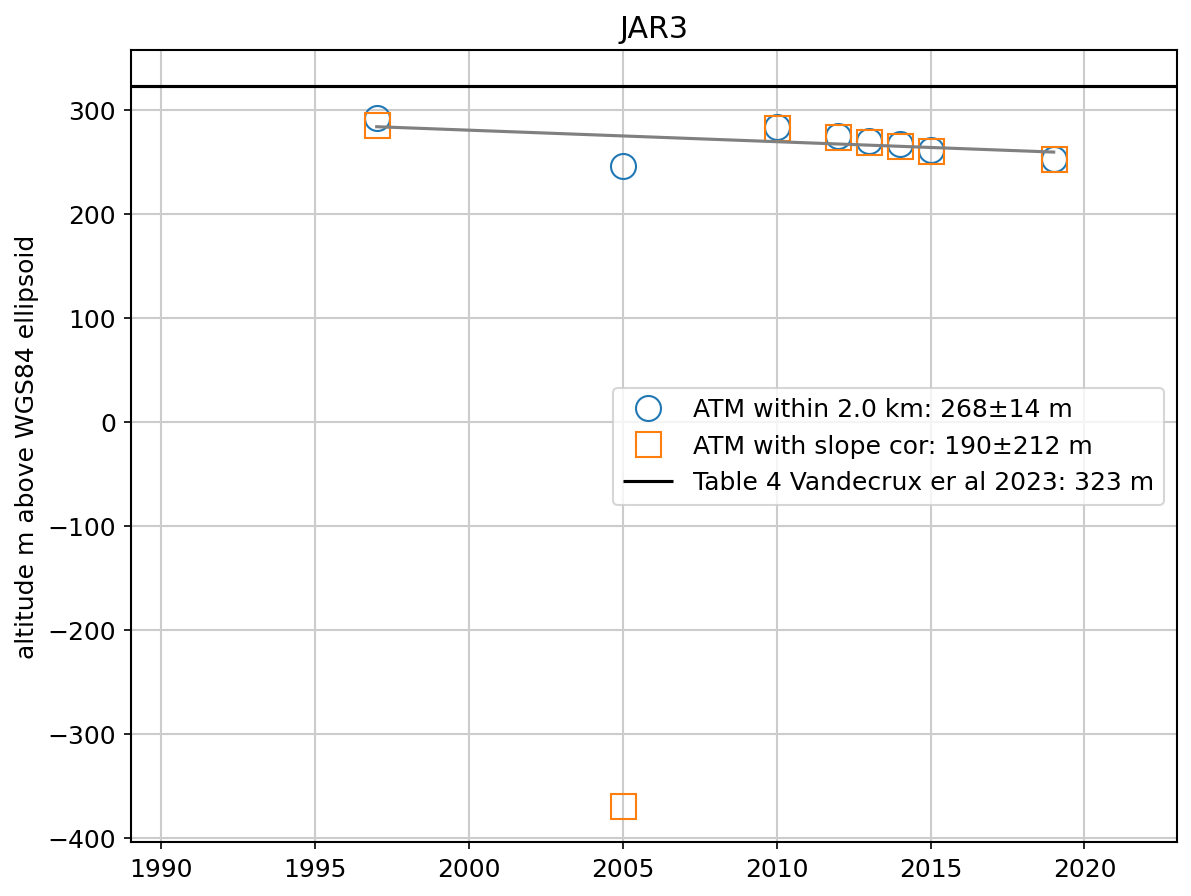 JAR3
altitude m above WGS84 ellipsoid
300
200
100
0
−100
−200
−300
−400
ATM within 2.0 km: 268±14 m
ATM with slope cor: 190±212 m
Table 4 Vandecrux er al 2023: 323 m
1990 1995 2000 2005 2010 2015 2020